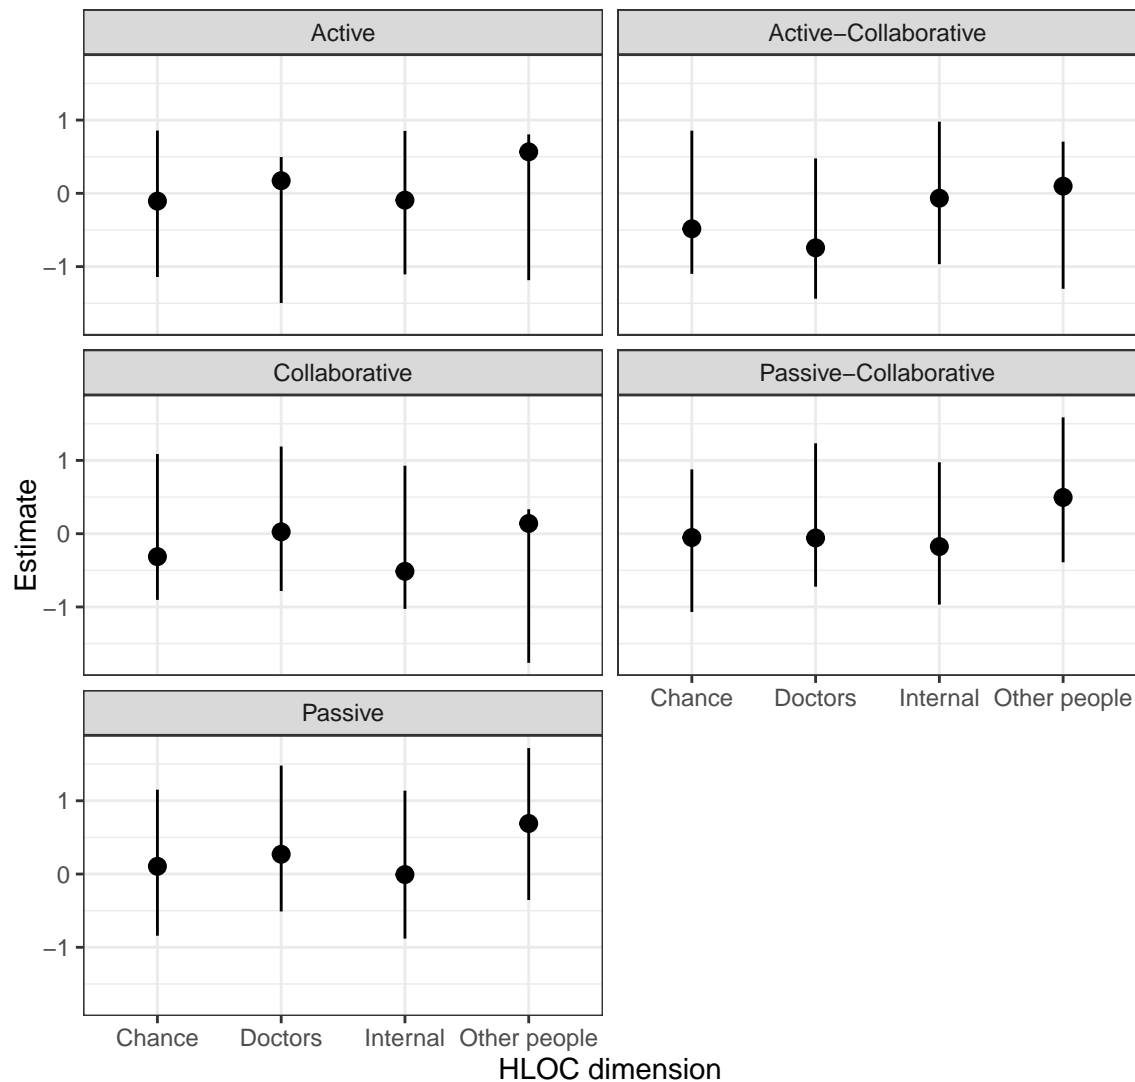 Active
Active−Collaborative
1
0
−1
Collaborative
Passive−Collaborative
Estimate
1
0
−1
Chance Doctors Internal Other people
Passive
1
0
−1
Chance Doctors Internal Other people
HLOC dimension